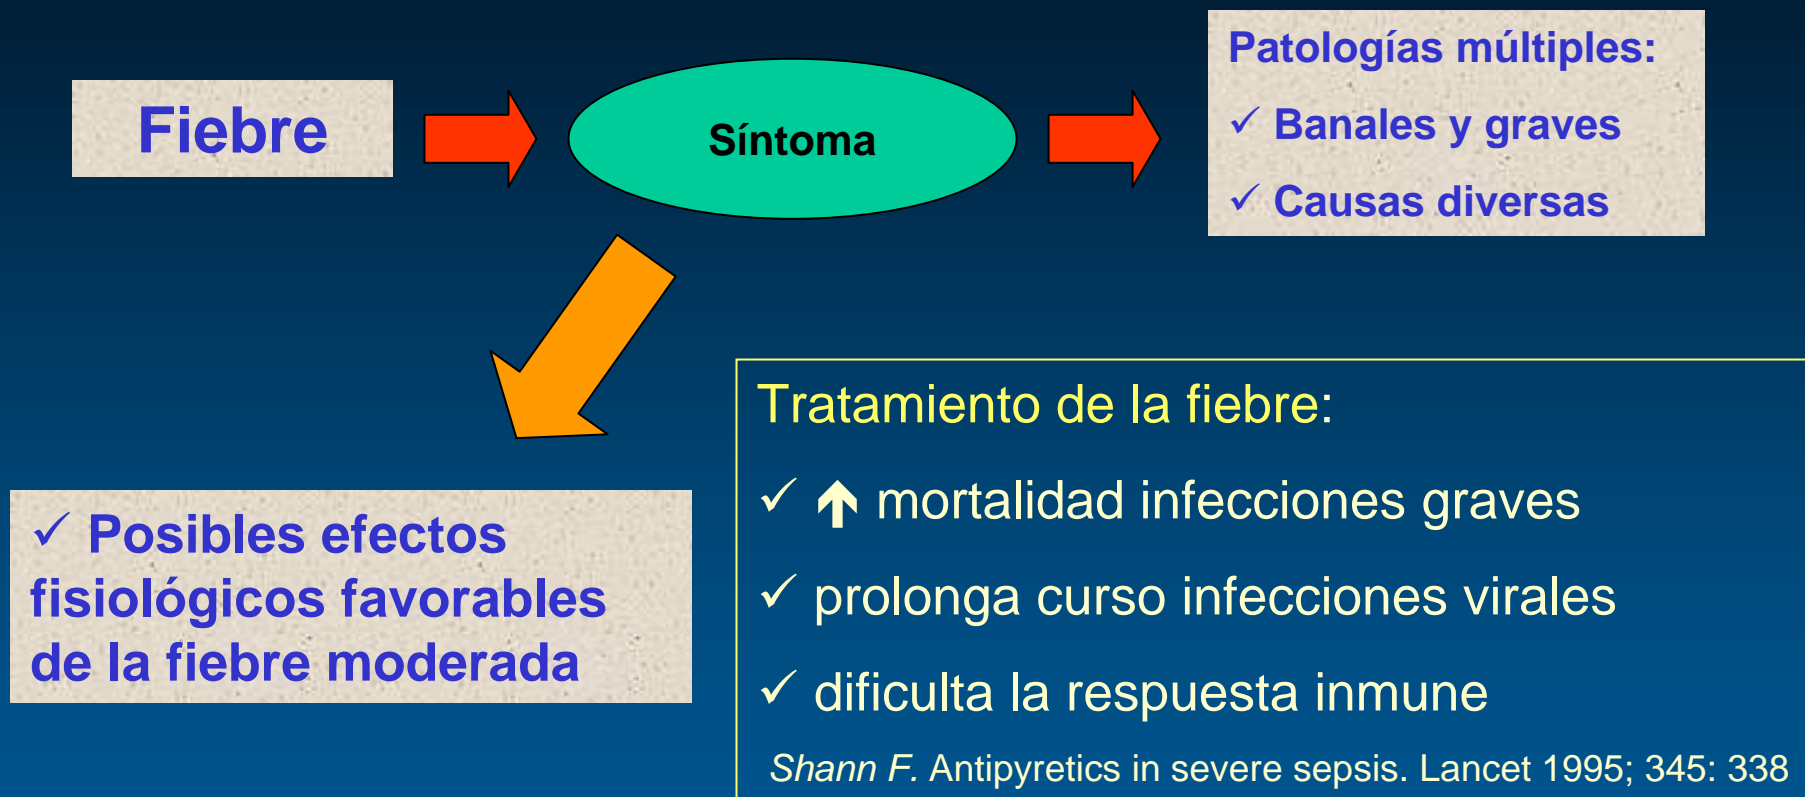 Fiebre
Síntoma
Patologías múltiples:
✓ Banales y graves
✓ Causas diversas
✓ Posibles efectos
fisiológicos favorables
de la fiebre moderada
Tratamiento de la fiebre:
✓ ↑ mortalidad infecciones graves
✓ prolonga curso infecciones virales
✓ dificulta la respuesta inmune
Shann F. Antipyretics in severe sepsis. Lancet 1995; 345: 338